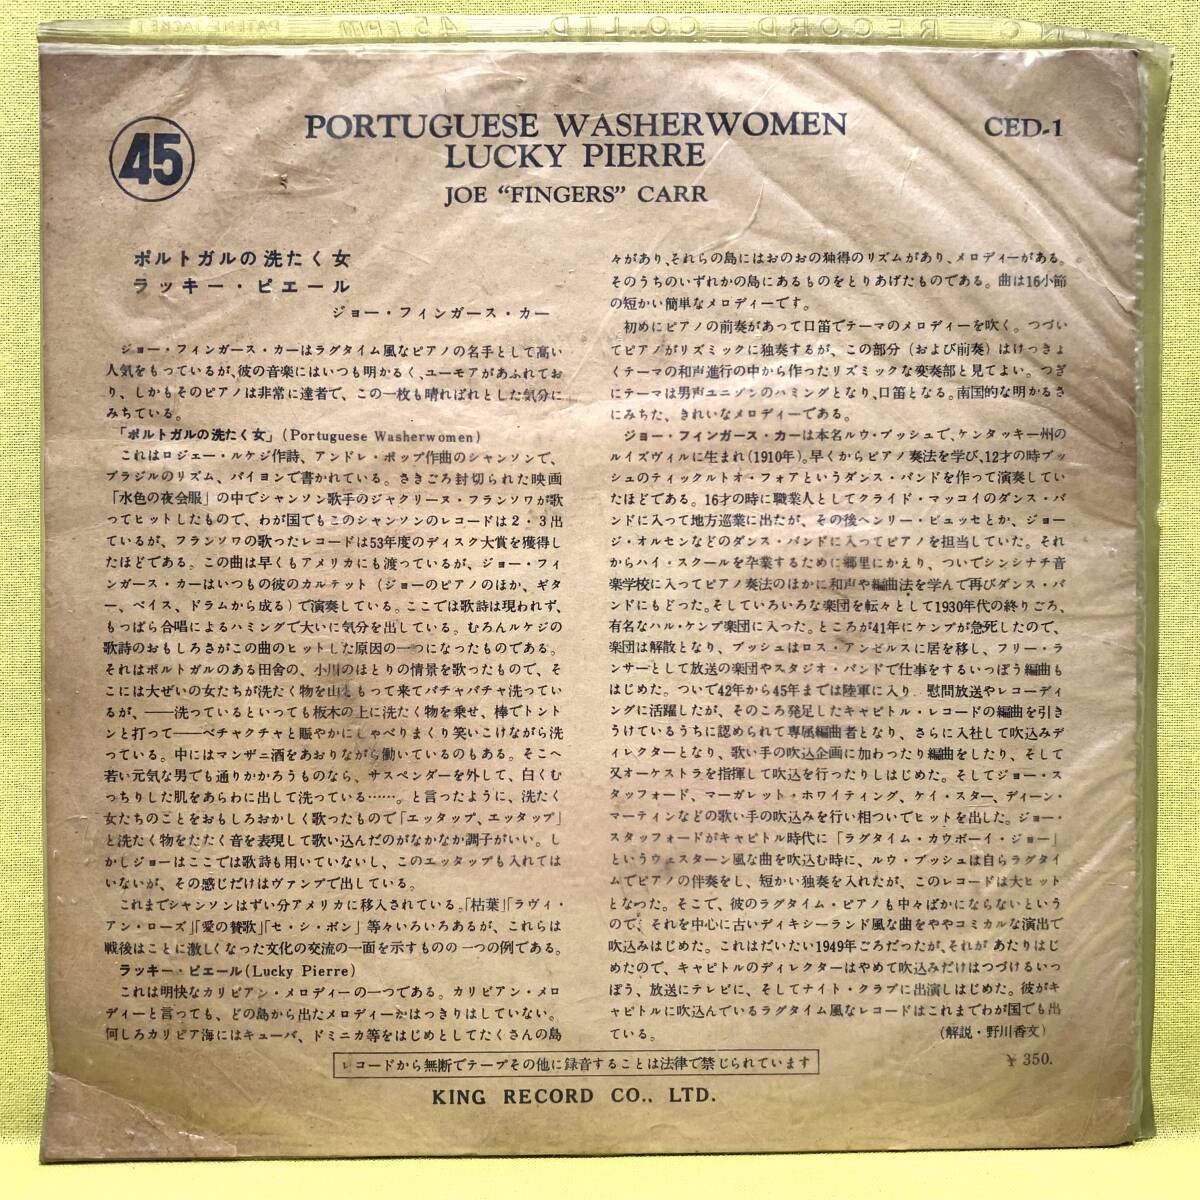 45
PORTUGUESE WASHERWOMEN
LUCKY PIERRE
JOE “FINGERS” CARR
CED-1
ポルトガルの洗たく女
ラッキー・ピエール
ジョー・フィンガース・カー
ジョー・フィンガース・カーはラグタイム風なピアノの名手として高い
人気をもっているが、彼の音楽にはいつも明かるく、ユーモアがあふれてお
り、しかもそのピアノは非常に達者で、この一枚も晴ればれとした気分に
みちている。
「ポルトガルの洗たく女」(Portuguese Washerwomen)
これはロジェー・ルケジ作詩、アンドレ・ポップ作曲のシャンソンで、
ブラジルのリズム、バイヨンで書かれている。さきごろ封切られた映画
「水色の夜会服」の中でシャンソン歌手のジャクリーヌ・フランソワが歌
ってヒットしたもので、わが国でもこのシャンソンのレコードは2・3出
ているが、フランソワの歌ったレコードは53年度のディスク大賞を獲得し
たほどである。この曲は早くもアメリカにも渡っているが、ジョー・フィ
ンガース・カーはいつもの彼のカルテット（ジョーのピアノのほか、ギタ
ー、ベイス、ドラムから成る）で演奏している。ここでは歌詩は現われず、
もっぱら合唱によるハミングで大いに気分を出している。むろんルケジの
歌詩のおもしろさがこの曲のヒットした原因の一つになったものである。
それはポルトガルのある田舎の、小川のほとりの情景を歌ったもので、そ
こには大ぜいの女たちが洗たく物を山ともって来てパチャパチャ洗ってい
るが、――洗っているといっても板木の上に洗たく物を乗せ、棒でトント
ンと打って――ペチャクチャと賑やかにしゃべりまくり笑いこけながら洗
っている。中にはマンザニ酒をあおりながら働いているのもある。そこへ
若い元気な男でも通りかかろうものなら、サスペンダーを外して、白くむ
っちりした肌をあらわに出して洗っている……。と言ったように、洗たく
女たちのことをおもしろおかしく歌ったもので「エッタップ、エッタップ」
と洗たく物をたたく音を表現して歌い込んだのがなかなか調子がいい。し
かしジョーはここでは歌詩も用いていないし、このエッタップも入れては
いないが、その感じだけはヴァンプで出している。
これまでシャンソンはずい分アメリカに移入されている。「枯葉」「ラヴィ・
アン・ローズ」「愛の賛歌」「セ・シ・ボン」等々いろいろあるが、これらは
戦後はことに激しくなった文化の交流の一面を示すものの一つの例である。
ラッキー・ピエール(Lucky Pierre)
これは明快なカリビアン・メロディーの一つである。カリビアン・メロ
ディーと言っても、どの島から出たメロディーかはっきりはしていない。
何しろカリビア海にはキューバ、ドミニカ等をはじめとしてたくさんの島
々があり、それらの島にはおのおの独得のリズムがあり、メロディーがある。
そのうちのいずれかの島にあるものをとりあげたものである。曲は16小節
の短かい簡単なメロディーです。
初めにピアノの前奏があって口笛でテーマのメロディーを吹く。つづい
てピアノがリズミックに独奏するが、この部分（および前奏）はけっきょ
くテーマの和声進行の中から作ったリズミックな変奏部と見てよい。つぎ
にテーマは男声ユニゾンのハミングとなり、口笛となる。南国的な明かるさ
にみちた、きれいなメロディーである。
ジョー・フィンガース・カーは本名ルウ・ブッシュで、ケンタッキー州の
ルイズヴィルに生まれ(1910年)。早くからピアノ奏法を学び、12才の時ブッ
シュのティックルトオ・フォアというダンス・バンドを作って演奏してい
たほどである。16才の時に職業人としてクライド・マッコイのダンス・バ
ンドに入って地方巡業に出たが、その後ヘンリー・ビュッセとか、ジョー
ジ・オルセンなどのダンス・バンドに入ってピアノを担当していた。それ
からハイ・スクールを卒業するために郷里にかえり、ついでシンシナチ音
楽学校に入ってピアノ奏法のほかに和声や編曲法を学んで再びダンス・バ
ンドにもどった。そしていろいろな楽団を転々として1930年代の終りごろ、
有名なハル・ケンプ楽団に入った。ところが41年にケンプが急死したので、
楽団は解散となり、ブッシュはロス・アンゼルスに居を移し、フリー・ラ
ンサーとして放送の楽団やスタジオ・バンドで仕事をするいっぽう編曲も
はじめた。ついで42年から45年までは陸軍に入り、慰問放送やレコーディ
ングに活躍したが、そのころ発足したキャピトル・レコードの編曲を引き
うけているうちに認められて専属編曲者となり、さらに入社して吹込みデ
ィレクターとなり、歌い手の吹込企画に加わったり編曲をしたり、そして
又オーケストラを指揮して吹込を行ったりしはじめた。そしてジョー・ス
タッフォード、マーガレット・ホワイティング、ケイ・スター、ディーン・
マーティンなどの歌い手の吹込みを行い相ついでヒットを出した。ジョー・
スタッフォードがキャピトル時代に「ラグタイム・カウボーイ・ジョー」
というウェスターン風な曲を吹込む時に、ルウ・ブッシュは自らラグタイ
ムでピアノの伴奏をし、短かい独奏を入れたが、このレコードは大ヒット
となった。そこで、彼のラグタイム・ピアノも中々ばかにならないという
ので、それを中心に古いディキシーランド風な曲をややコミカルな演出で
吹込みはじめた。これはだいたい1949年ごろだったが、それが あたりはじ
めたので、キャピトルのディレクターはやめて吹込みだけはつづけるいっ
ぽう、放送にテレビに、そしてナイト・クラブに出演しはじめた。彼がキ
ャピトルに吹込んでいるラグタイム風なレコードはこれまでわが国でも出
ている。
（解説・野川香文）
¥ 350.
レコードから無断でテープその他に録音することは法律で禁じられています
KING RECORD CO., LTD.